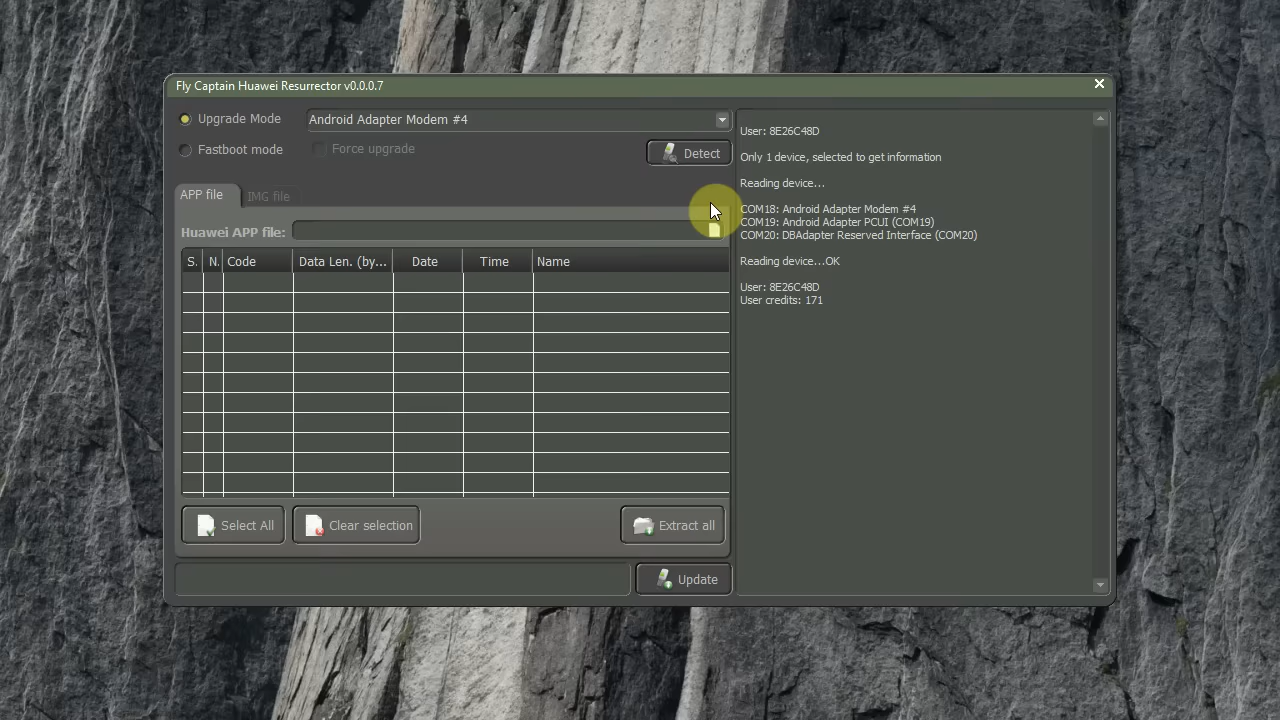 Fly Captain Huawei Resurrector v0.0.0.7
Upgrade Mode
Android Adapter Modem #4
Fastboot mode
Force upgrade
Detect
APP file
IMG file
Huawei APP file:
S.
N.
Code
Data Len. (by...
Date
Time
Name
Select All
Clear selection
Extract all
Update
User: 8E26C48D
Only 1 device, selected to get information
Reading device...
COM18: Android Adapter Modem #4
COM19: Android Adapter PCUI (COM19)
COM20: DBAdapter Reserved Interface (COM20)
Reading device...OK
User: 8E26C48D
User credits: 171